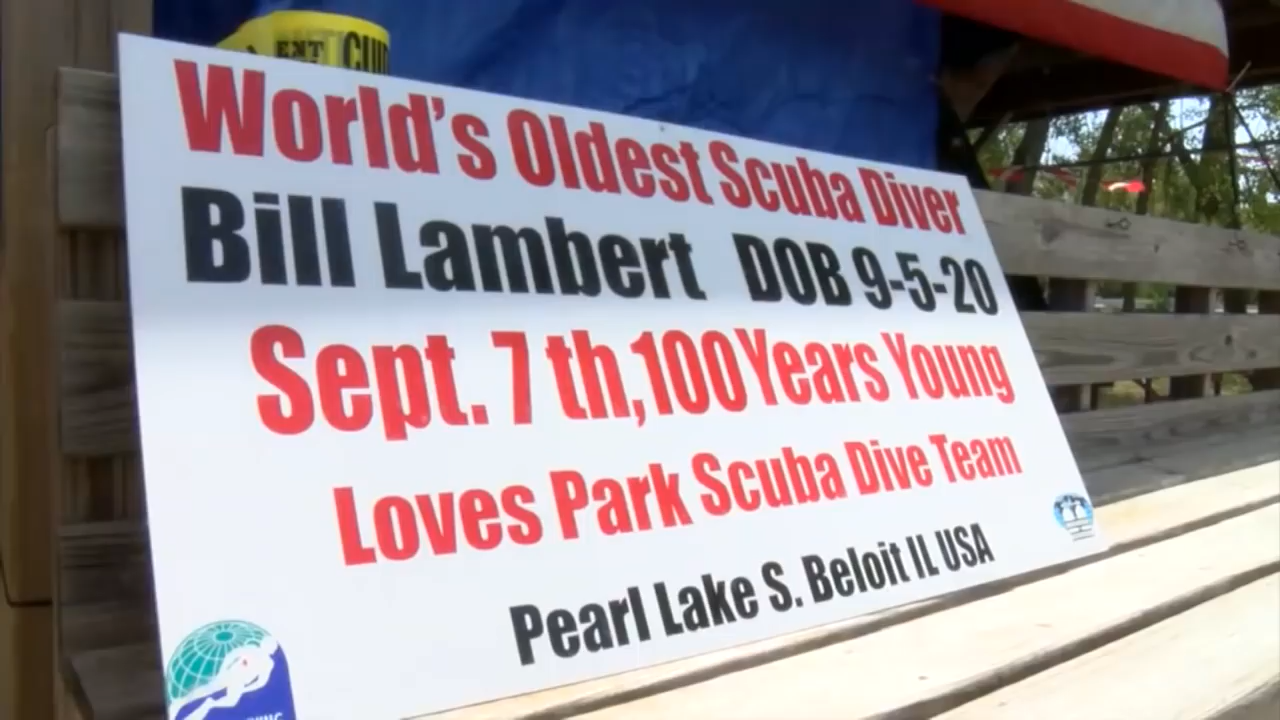 World's Oldest Scuba Diver
Bill Lambert DOB 9-5-20
Sept. 7 th,100 Years Young
Loves Park Scuba Dive Team
Pearl Lake S. Beloit IL USA